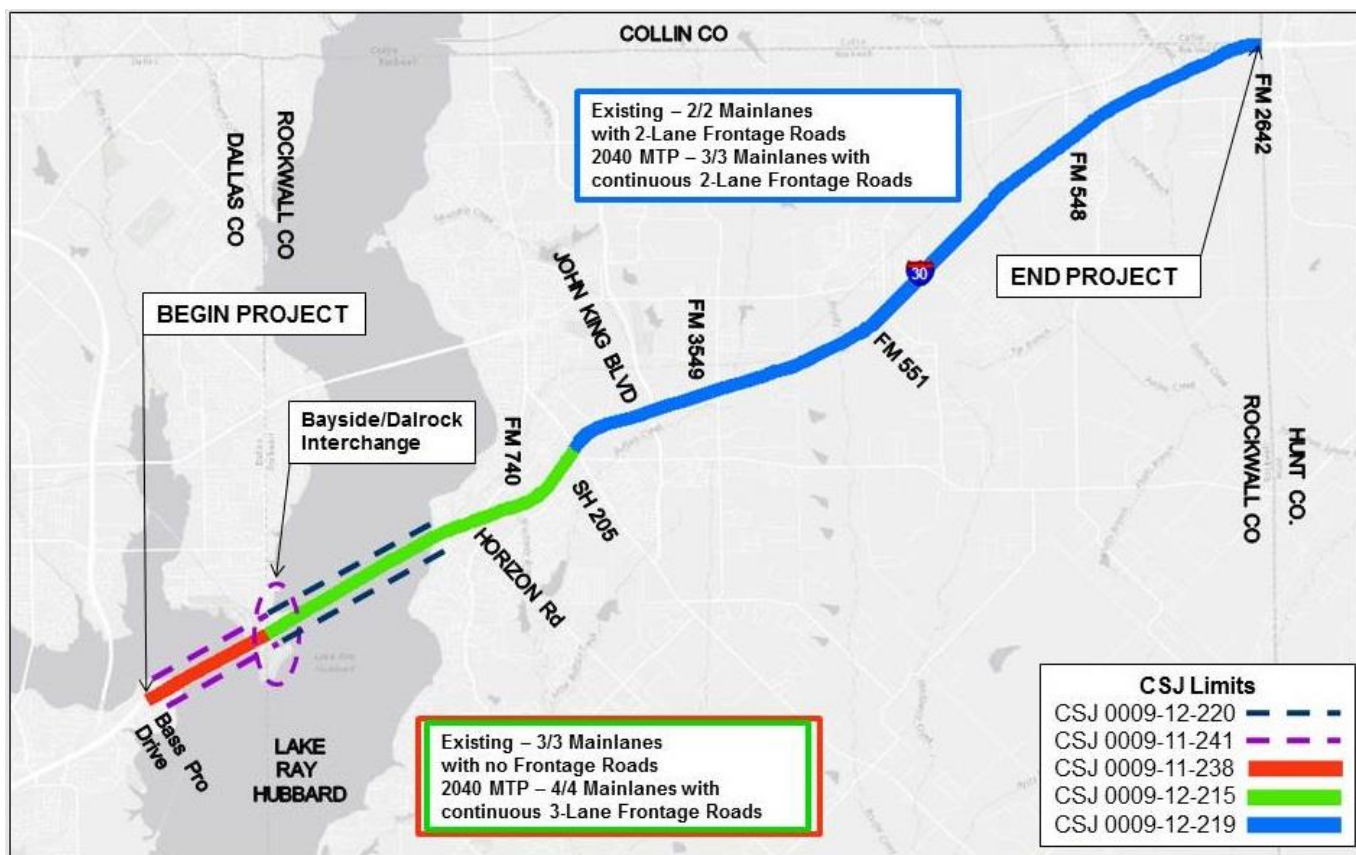 COLLIN CO
Existing – 2/2 Mainlanes
with 2-Lane Frontage Roads
2040 MTP – 3/3 Mainlanes with
continuous 2-Lane Frontage Roads
FM 2642
ROCKWALL CO
DALLAS CO
FM 548
END PROJECT
30
JOHN KING BLVD
BEGIN PROJECT
FM 3549
FM 551
Bayside/Dalrock
Interchange
FM 740
ROCKWALL CO
HUNT CO.
SH 205
HORIZON Rd
Bass Pro
Drive
LAKE
RAY
HUBBARD
Existing – 3/3 Mainlanes
with no Frontage Roads
2040 MTP – 4/4 Mainlanes with
continuous 3-Lane Frontage Roads
CSJ Limits
CSJ 0009-12-220
CSJ 0009-11-241
CSJ 0009-11-238
CSJ 0009-12-215
CSJ 0009-12-219